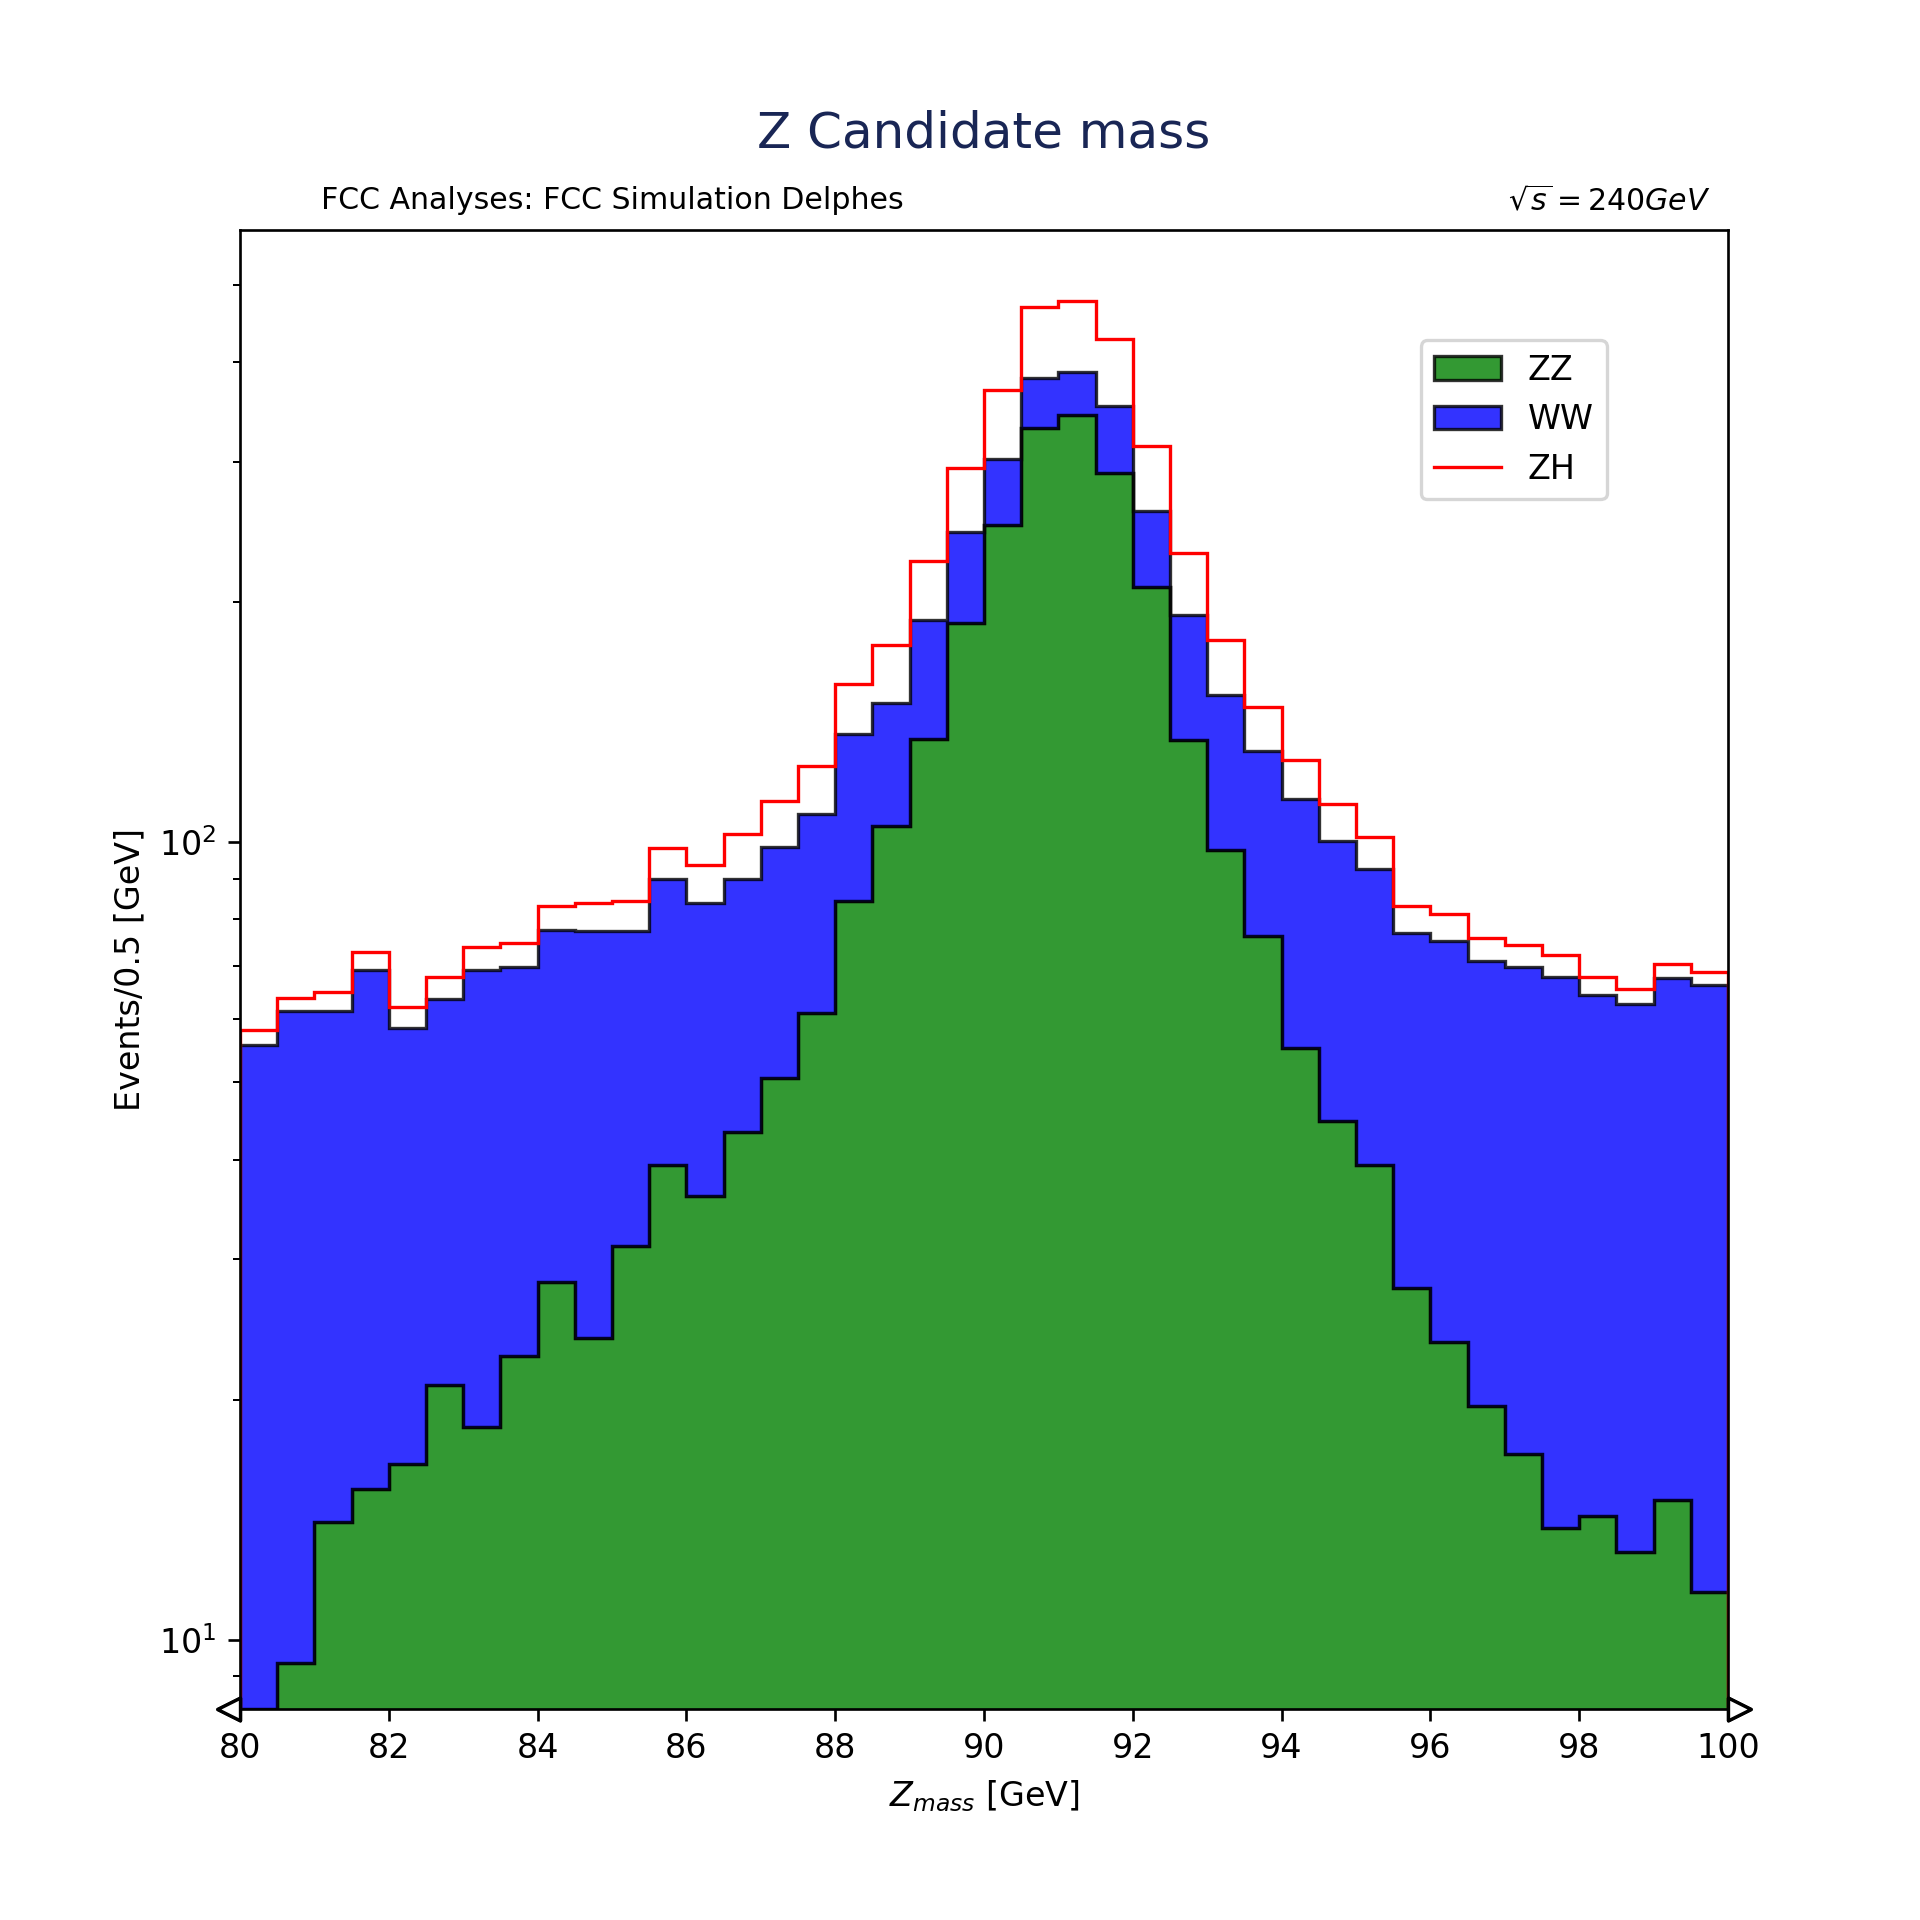 Z Candidate mass
FCC Analyses: FCC Simulation Delphes
√s = 240GeV
ZZ
WW
ZH
Events/0.5 [GeV]
10²
10¹
80 82 84 86 88 90 92 94 96 98 100
Z_mass [GeV]